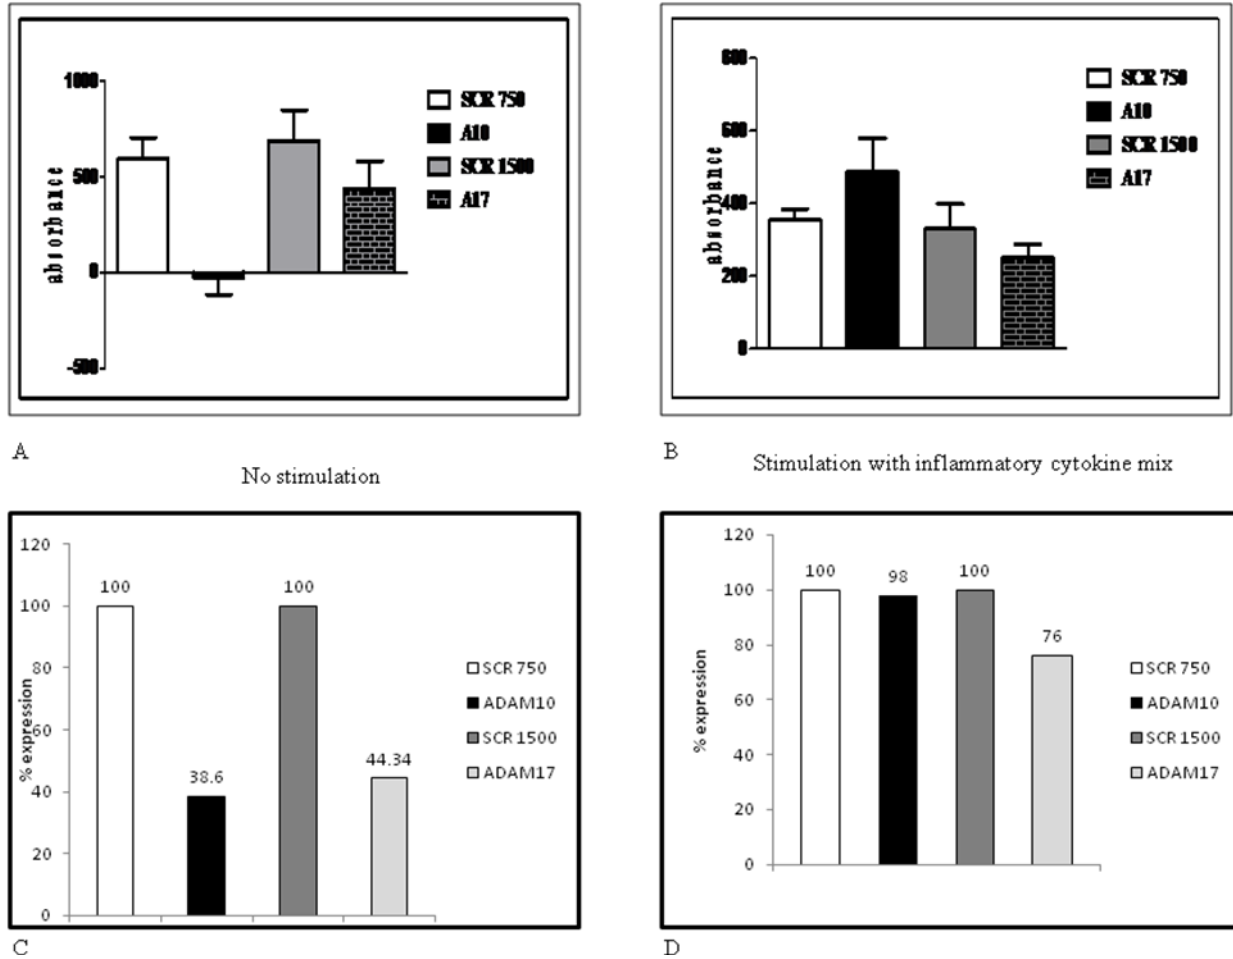 1000
500
0
-500
absorbance
SCR 750
A10
SCR 1500
A17
A
No stimulation
800
600
400
200
0
absorbance
SCR 750
A10
SCR 1500
A17
B
Stimulation with inflammatory cytokine mix
120
100
80
60
40
20
0
% expression
100
38.6
100
44.34
SCR 750
ADAM10
SCR 1500
ADAM17
C
120
100
80
60
40
20
0
% expression
100
98
100
76
SCR 750
ADAM10
SCR 1500
ADAM17
D